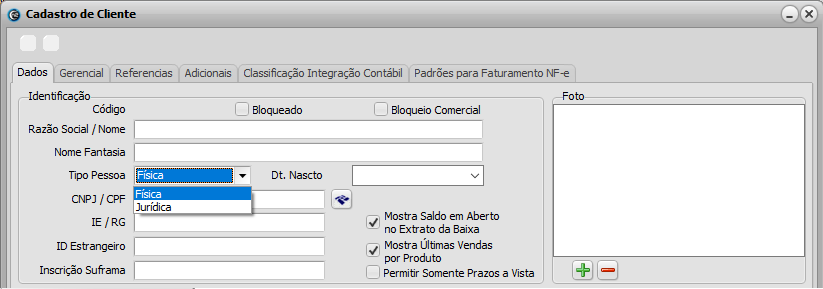 Cadastro de Cliente
Dados Gerencial Referencias Adicionais Classificação Integração Contábil Padrões para Faturamento NF-e
Identificação
Código Bloqueado Bloqueio Comercial
Razão Social / Nome
Nome Fantasia
Tipo Pessoa Física Dt. Nascto
Física
CNPJ / CPF
Jurídica
IE / RG
Mostra Saldo em Aberto
no Extrato da Baixa
ID Estrangeiro
Mostra Últimas Vendas
por Produto
Inscrição Suframa
Permitir Somente Prazos a Vista
Foto